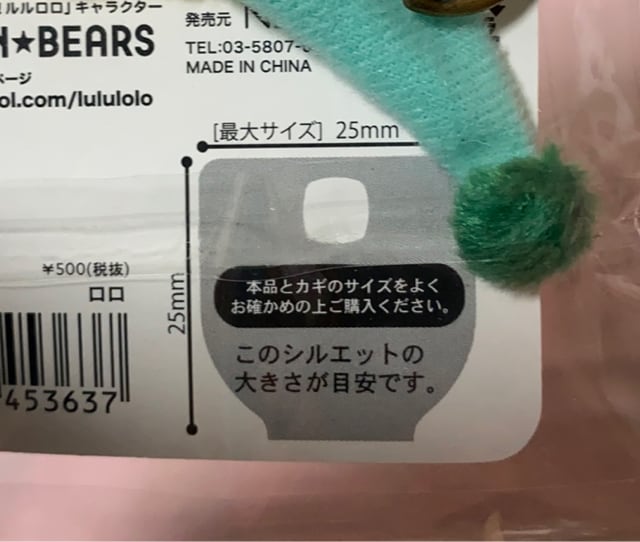 !ルルロロ」キャラクター
★BEARS
ページ
ol.com/lululolo
発売元
TEL:03-5807-
MADE IN CHINA
[最大サイズ] 25mm
25mm
¥500(税抜)
ロロ
453637
本品とカギのサイズをよく
お確かめの上ご購入ください。
このシルエットの
大きさが目安です。